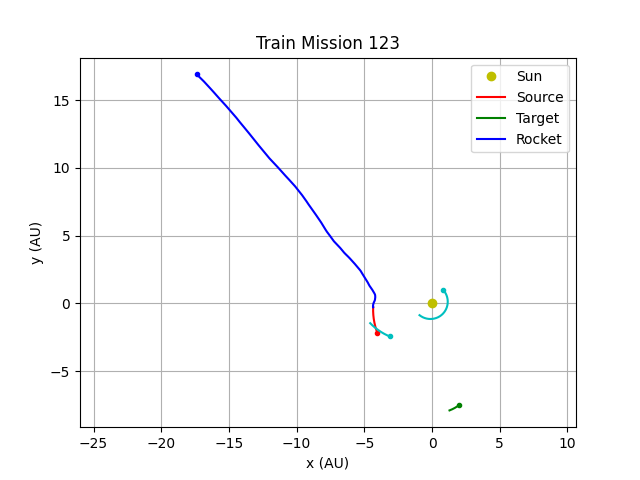 Train Mission 123
Sun
Source
Target
Rocket
y (AU)
15
10
5
0
−5
−25
−20
−15
−10
−5
0
5
10
x (AU)